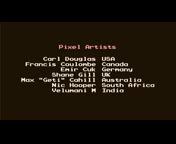 Pixel Artists
Carl Douglas USA
Francis Coulombe Canada
Emir Cuk Germany
Shane Gill UK
Max "Geti" Cahill Australia
Nic Hooper South Africa
Velumani M India